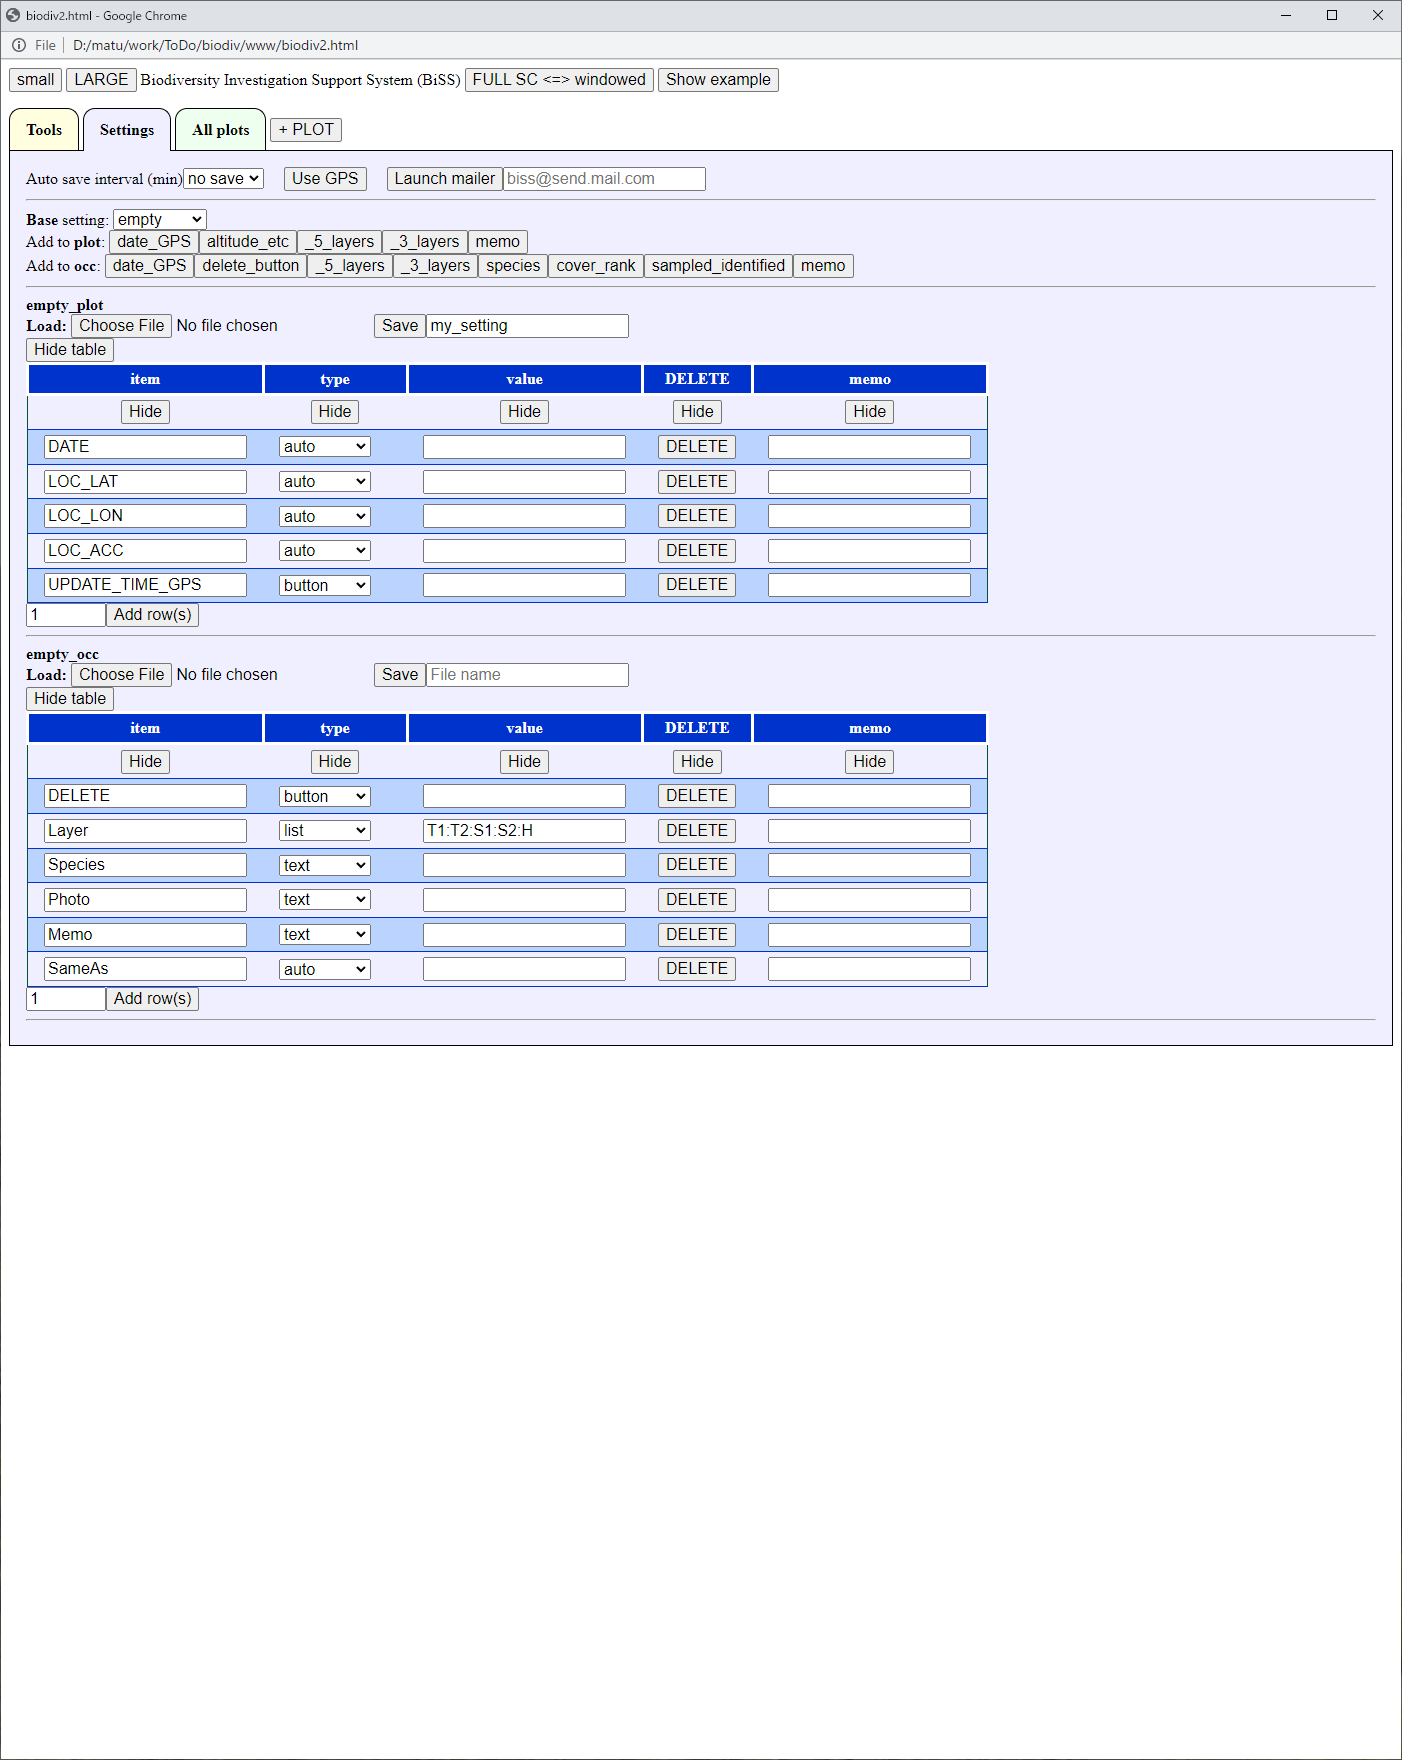 biodiv2.html - Google Chrome
File D:/matu/work/ToDo/biodiv/www/biodiv2.html
small LARGE Biodiversity Investigation Support System (BiSS) FULL SC <=> windowed Show example
Tools Settings All plots + PLOT
Auto save interval (min) no save Use GPS Launch mailer biss@send.mail.com
Base setting: empty
Add to plot: date_GPS altitude_etc _5_layers _3_layers memo
Add to occ: date_GPS delete_button _5_layers _3_layers species cover_rank sampled_identified memo
empty_plot
Load: Choose File No file chosen Save my_setting
Hide table
item type value DELETE memo
Hide Hide Hide Hide Hide
DATE auto DELETE
LOC_LAT auto DELETE
LOC_LON auto DELETE
LOC_ACC auto DELETE
UPDATE_TIME_GPS button DELETE
1 Add row(s)
empty_occ
Load: Choose File No file chosen Save File name
Hide table
item type value DELETE memo
Hide Hide Hide Hide Hide
DELETE button DELETE
Layer list T1:T2:S1:S2:H DELETE
Species text DELETE
Photo text DELETE
Memo text DELETE
SameAs auto DELETE
1 Add row(s)